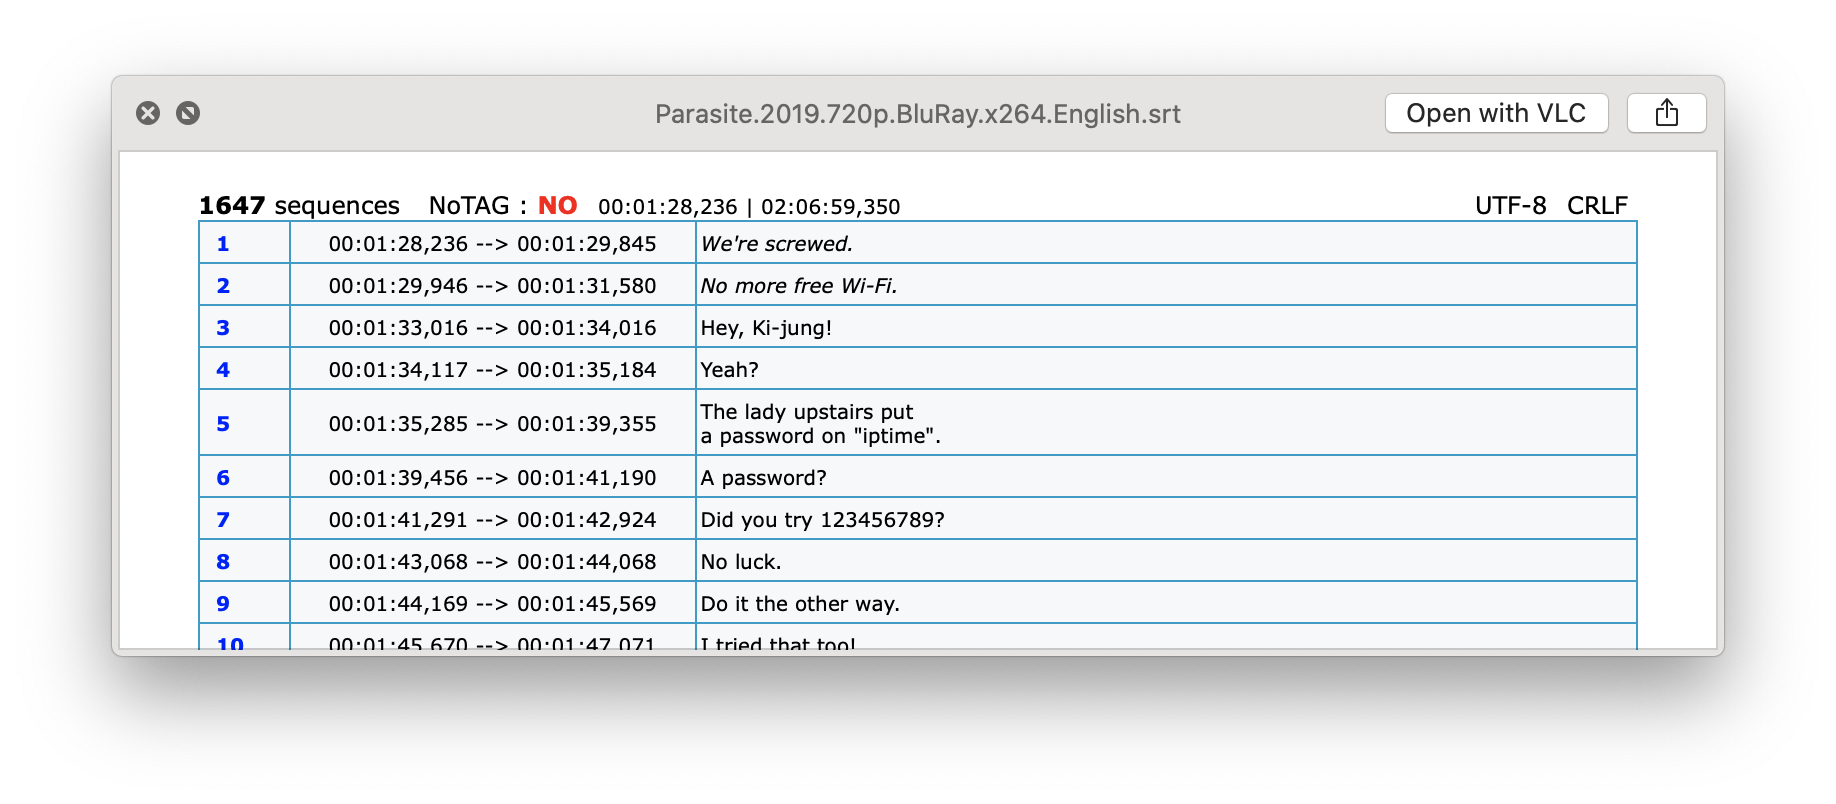 Parasite.2019.720p.BluRay.x264.English.srt Open with VLC
1647 sequences NoTAG : NO 00:01:28,236 | 02:06:59,350 UTF-8 CRLF
1 00:01:28,236 --> 00:01:29,845 We're screwed.
2 00:01:29,946 --> 00:01:31,580 No more free Wi-Fi.
3 00:01:33,016 --> 00:01:34,016 Hey, Ki-jung!
4 00:01:34,117 --> 00:01:35,184 Yeah?
5 00:01:35,285 --> 00:01:39,355 The lady upstairs put
a password on "iptime".
6 00:01:39,456 --> 00:01:41,190 A password?
7 00:01:41,291 --> 00:01:42,924 Did you try 123456789?
8 00:01:43,068 --> 00:01:44,068 No luck.
9 00:01:44,169 --> 00:01:45,569 Do it the other way.
10 00:01:45,670 --> 00:01:47,071 I tried that too!